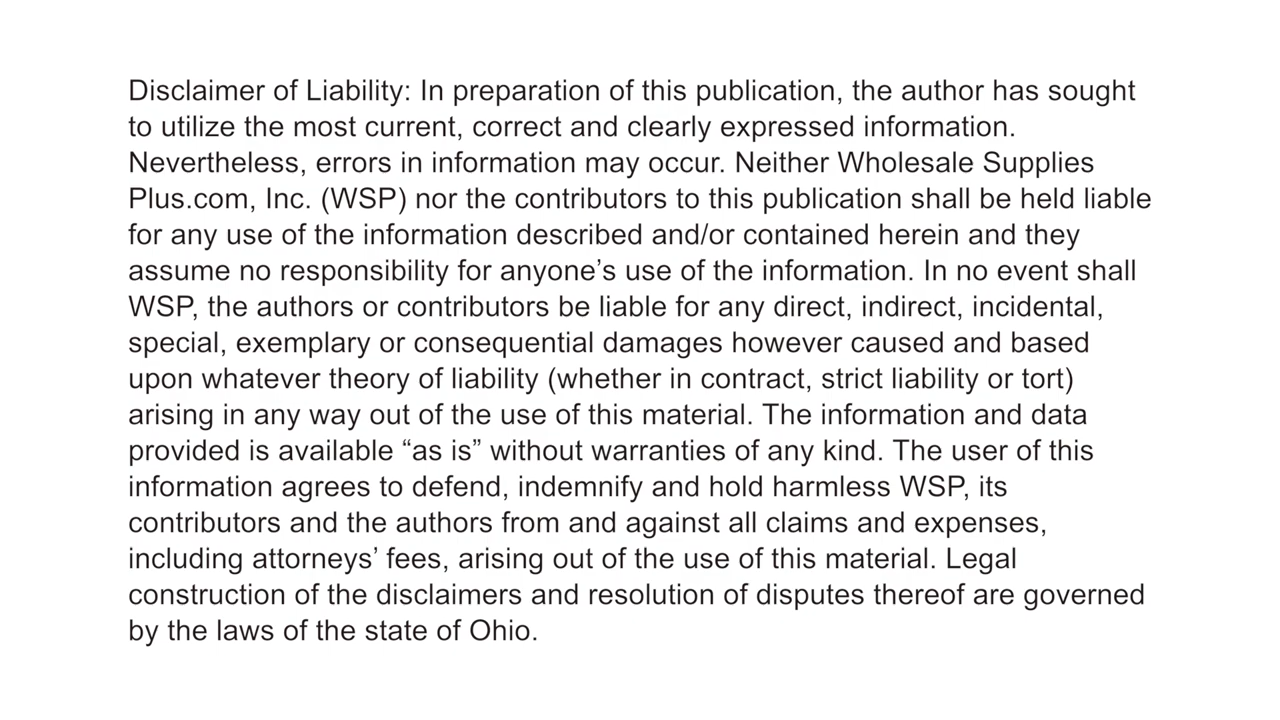 Disclaimer of Liability: In preparation of this publication, the author has sought
to utilize the most current, correct and clearly expressed information.
Nevertheless, errors in information may occur. Neither Wholesale Supplies
Plus.com, Inc. (WSP) nor the contributors to this publication shall be held liable
for any use of the information described and/or contained herein and they
assume no responsibility for anyone’s use of the information. In no event shall
WSP, the authors or contributors be liable for any direct, indirect, incidental,
special, exemplary or consequential damages however caused and based
upon whatever theory of liability (whether in contract, strict liability or tort)
arising in any way out of the use of this material. The information and data
provided is available “as is” without warranties of any kind. The user of this
information agrees to defend, indemnify and hold harmless WSP, its
contributors and the authors from and against all claims and expenses,
including attorneys’ fees, arising out of the use of this material. Legal
construction of the disclaimers and resolution of disputes thereof are governed
by the laws of the state of Ohio.